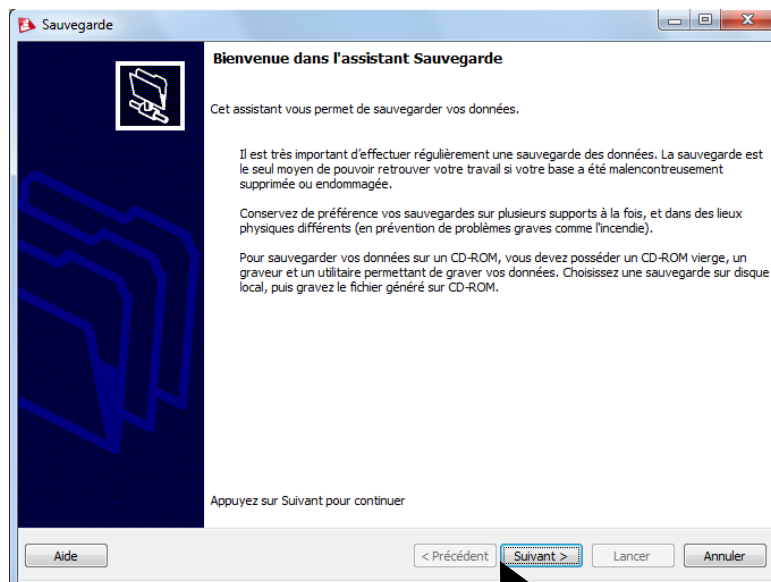 Sauvegarde
Bienvenue dans l'assistant Sauvegarde
Cet assistant vous permet de sauvegarder vos données.
Il est très important d'effectuer régulièrement une sauvegarde des données. La sauvegarde est
le seul moyen de pouvoir retrouver votre travail si votre base a été malencontreusement
supprimée ou endommagée.
Conservez de préférence vos sauvegardes sur plusieurs supports à la fois, et dans des lieux
physiques différents (en prévention de problèmes graves comme l'incendie).
Pour sauvegarder vos données sur un CD-ROM, vous devez posséder un CD-ROM vierge, un
graveur et un utilitaire permettant de graver vos données. Choisissez une sauvegarde sur disque
local, puis gravez le fichier généré sur CD-ROM.
Appuyez sur Suivant pour continuer
Aide < Précédent Suivant > Lancer Annuler